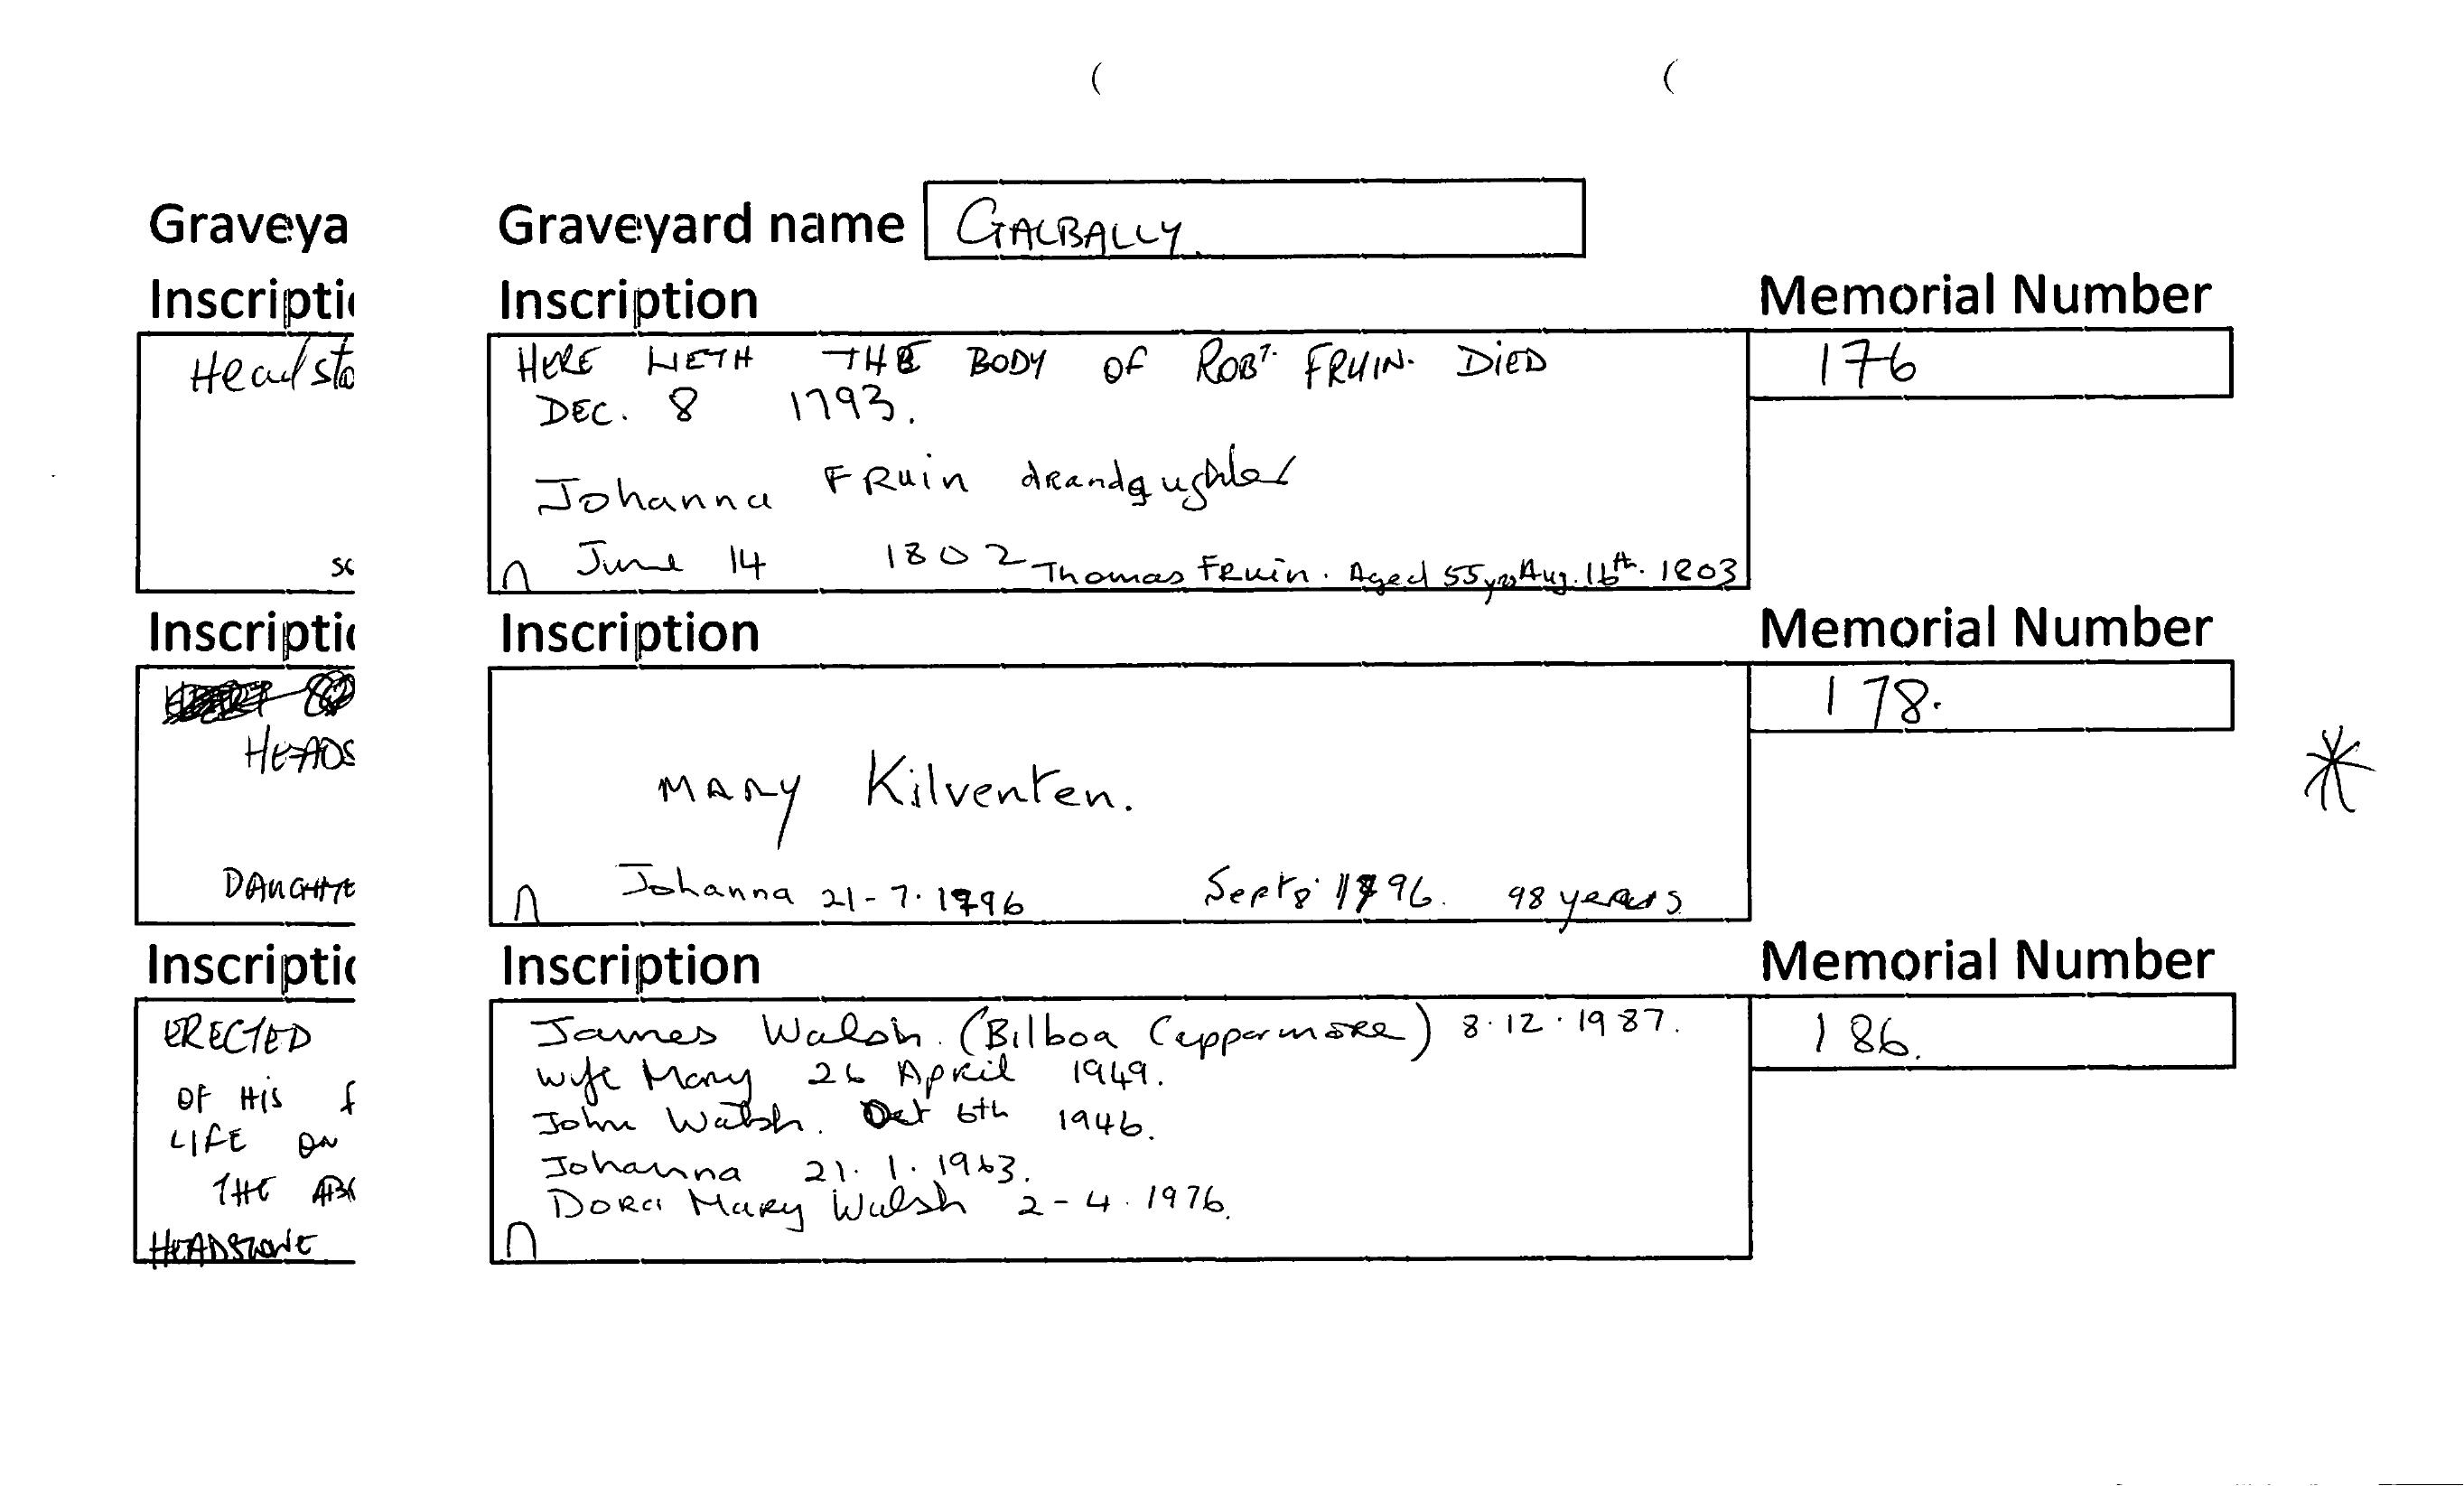 Graveya
Inscripti
Headsto
Inscripti
HEADS
DAUGHTE
Inscripti
ERECTED
OF HIS f
LIFE ON
THE AB
HEADSTONE
Graveyard name GALBALLY
Inscription Memorial Number
HERE LIETH THE BODY OF ROBT. FRUIN. DIED 176
DEC. 8 1793.
Johanna FRuin drandgughter
∩ June 14 1802 Thomas Fruin. Aged 55yrs Aug. 16th. 1803
Inscription Memorial Number
178.
MARY Kilventen. *
∩ Johanna 21-7.1796 Sept 8 1796. 98 years
Inscription Memorial Number
James Walsh. (Bilboa Cappormore) 8.12.1987. 186.
wife Mary 26 April 1949.
John Walsh. Oct 6th 1946.
Johanna 21.1.1963.
Dora Mary Walsh 2-4.1976.
∩